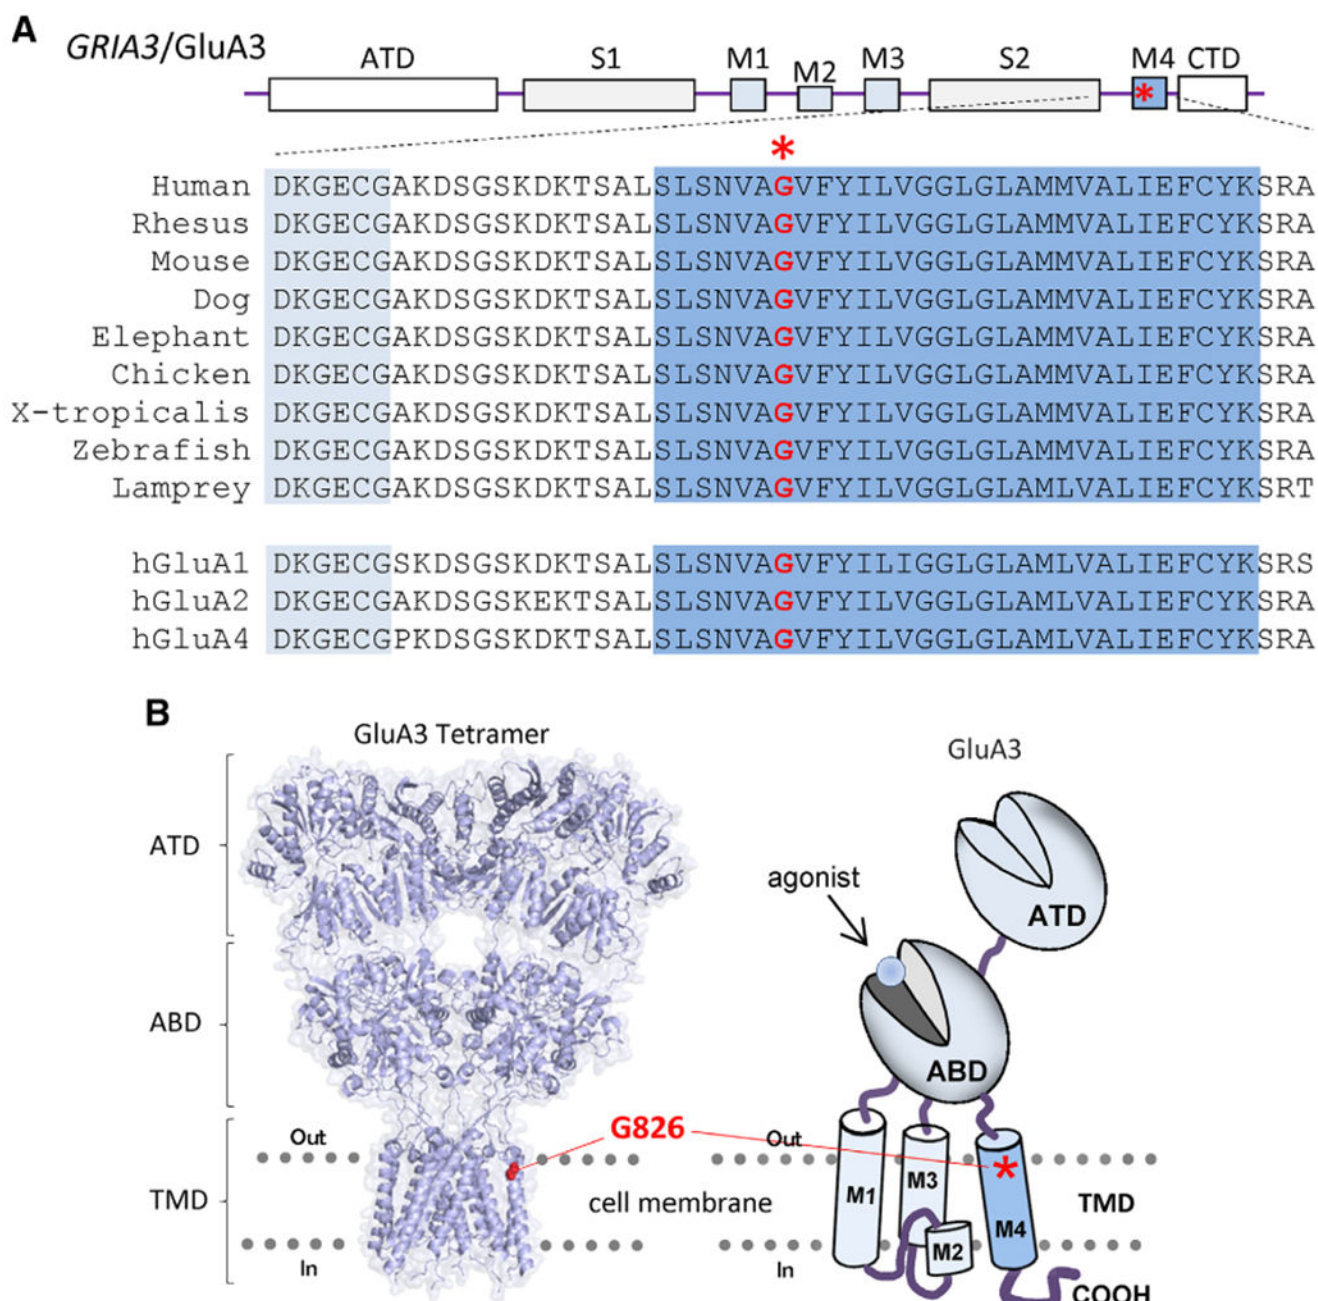 A
GRIA3/GluA3
ATD S1 M1 M2 M3 S2 M4 CTD
*
*
Human DKGECGAKDSGSKDKTSALSLSNVAGVFYILVGGLGLAMMVALIEFCYKSRA
Rhesus DKGECGAKDSGSKDKTSALSLSNVAGVFYILVGGLGLAMMVALIEFCYKSRA
Mouse DKGECGAKDSGSKDKTSALSLSNVAGVFYILVGGLGLAMMVALIEFCYKSRA
Dog DKGECGAKDSGSKDKTSALSLSNVAGVFYILVGGLGLAMMVALIEFCYKSRA
Elephant DKGECGAKDSGSKDKTSALSLSNVAGVFYILVGGLGLAMMVALIEFCYKSRA
Chicken DKGECGAKDSGSKDKTSALSLSNVAGVFYILVGGLGLAMMVALIEFCYKSRA
X-tropicalis DKGECGAKDSGSKDKTSALSLSNVAGVFYILVGGLGLAMMVALIEFCYKSRA
Zebrafish DKGECGAKDSGSKDKTSALSLSNVAGVFYILVGGLGLAMMVALIEFCYKSRA
Lamprey DKGECGAKDSGSKDKTSALSLSNVAGVFYILVGGLGLAMLVALIEFCYKSRT
hGluA1 DKGECGSKDSGSKDKTSALSLSNVAGVFYILIGGLGLAMLVALIEFCYKSRS
hGluA2 DKGECGAKDSGSKEKTSALSLSNVAGVFYILVGGLGLAMLVALIEFCYKSRA
hGluA4 DKGECGPKDSGSKDKTSALSLSNVAGVFYILVGGLGLAMLVALIEFCYKSRA
B
GluA3 Tetramer
ATD
ABD
TMD
Out
In
G826
cell membrane
GluA3
agonist
ATD
ABD
Out
In
M1
M3
M2
*
M4
TMD
COOH